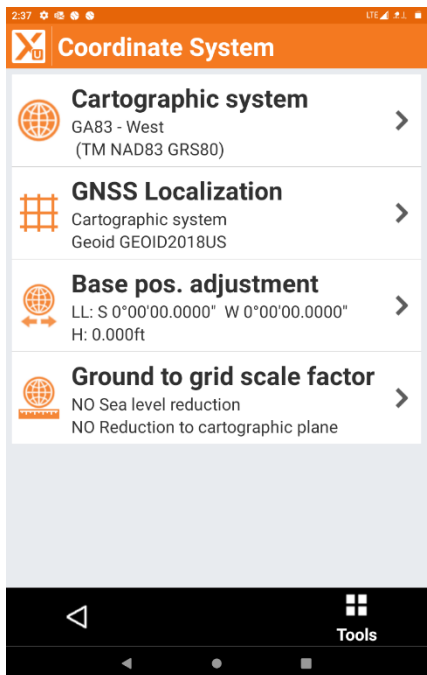 2:37
LTE
U
Coordinate System
Cartographic system
GA83 - West
(TM NAD83 GRS80)
GNSS Localization
Cartographic system
Geoid GEOID2018US
Base pos. adjustment
LL: S 0°00'00.0000" W 0°00'00.0000"
H: 0.000ft
Ground to grid scale factor
NO Sea level reduction
NO Reduction to cartographic plane
Tools